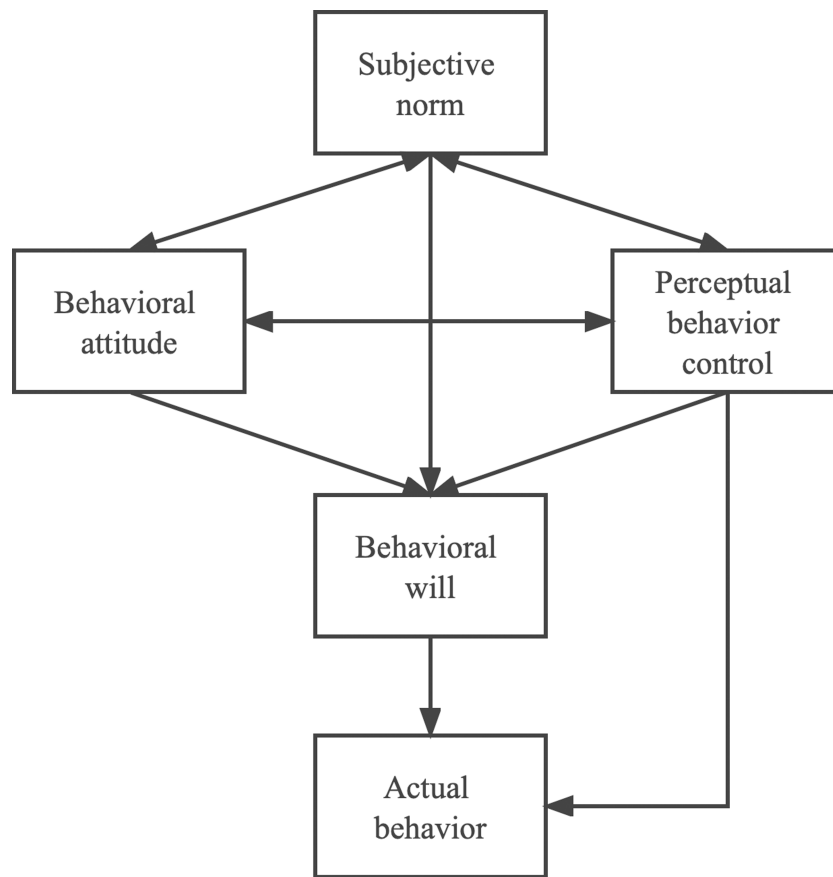 Subjective
norm
Behavioral
attitude
Perceptual
behavior
control
Behavioral
will
Actual
behavior